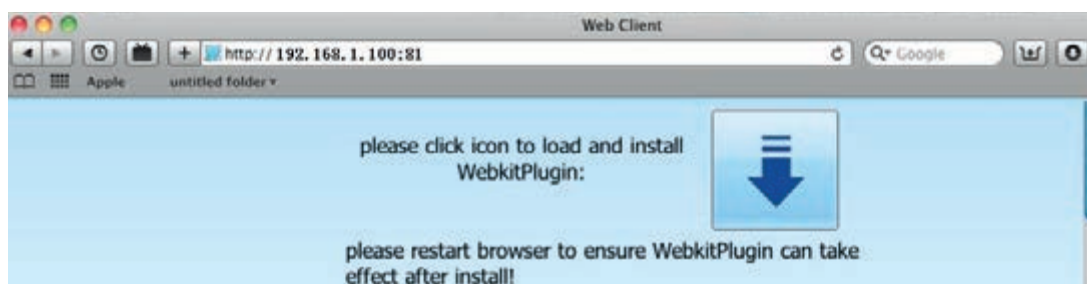 Web Client
+ http://192.168.1.100:81 Google
Apple untitled folder
please click icon to load and install
WebkitPlugin:
please restart browser to ensure WebkitPlugin can take
effect after install!